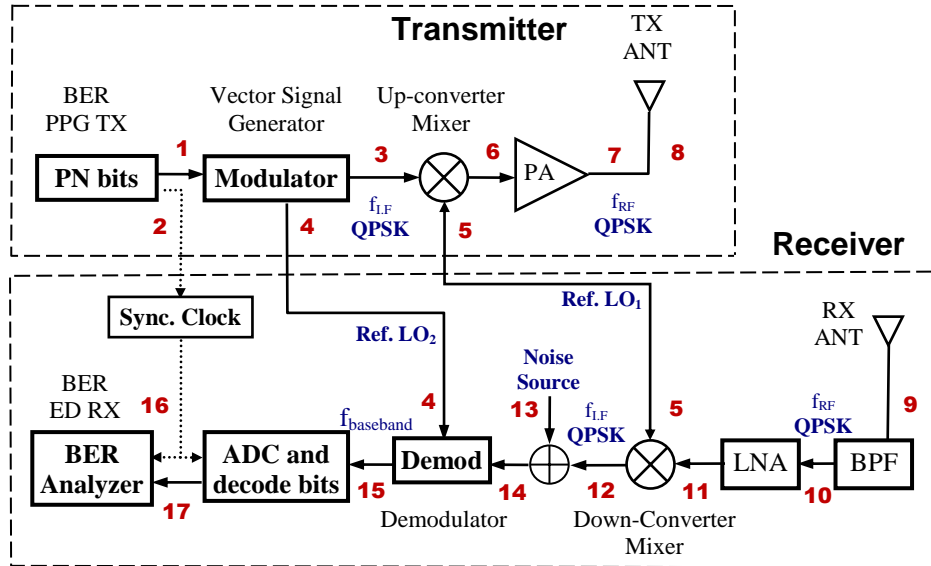 Transmitter
TX
ANT
BER
PPG TX
Vector Signal
Generator
Up-converter
Mixer
1
3
6
7
8
PN bits
Modulator
PA
2
4
f_IF
QPSK
5
f_RF
QPSK
Receiver
Sync. Clock
Ref. LO₂
Ref. LO₁
RX
ANT
Noise
Source
BER
ED RX
16
f_baseband
4
13
f_IF
QPSK
5
f_RF
QPSK
9
BER
Analyzer
ADC and
decode bits
Demod
LNA
BPF
17
15
14
12
11
10
Demodulator
Down-Converter
Mixer